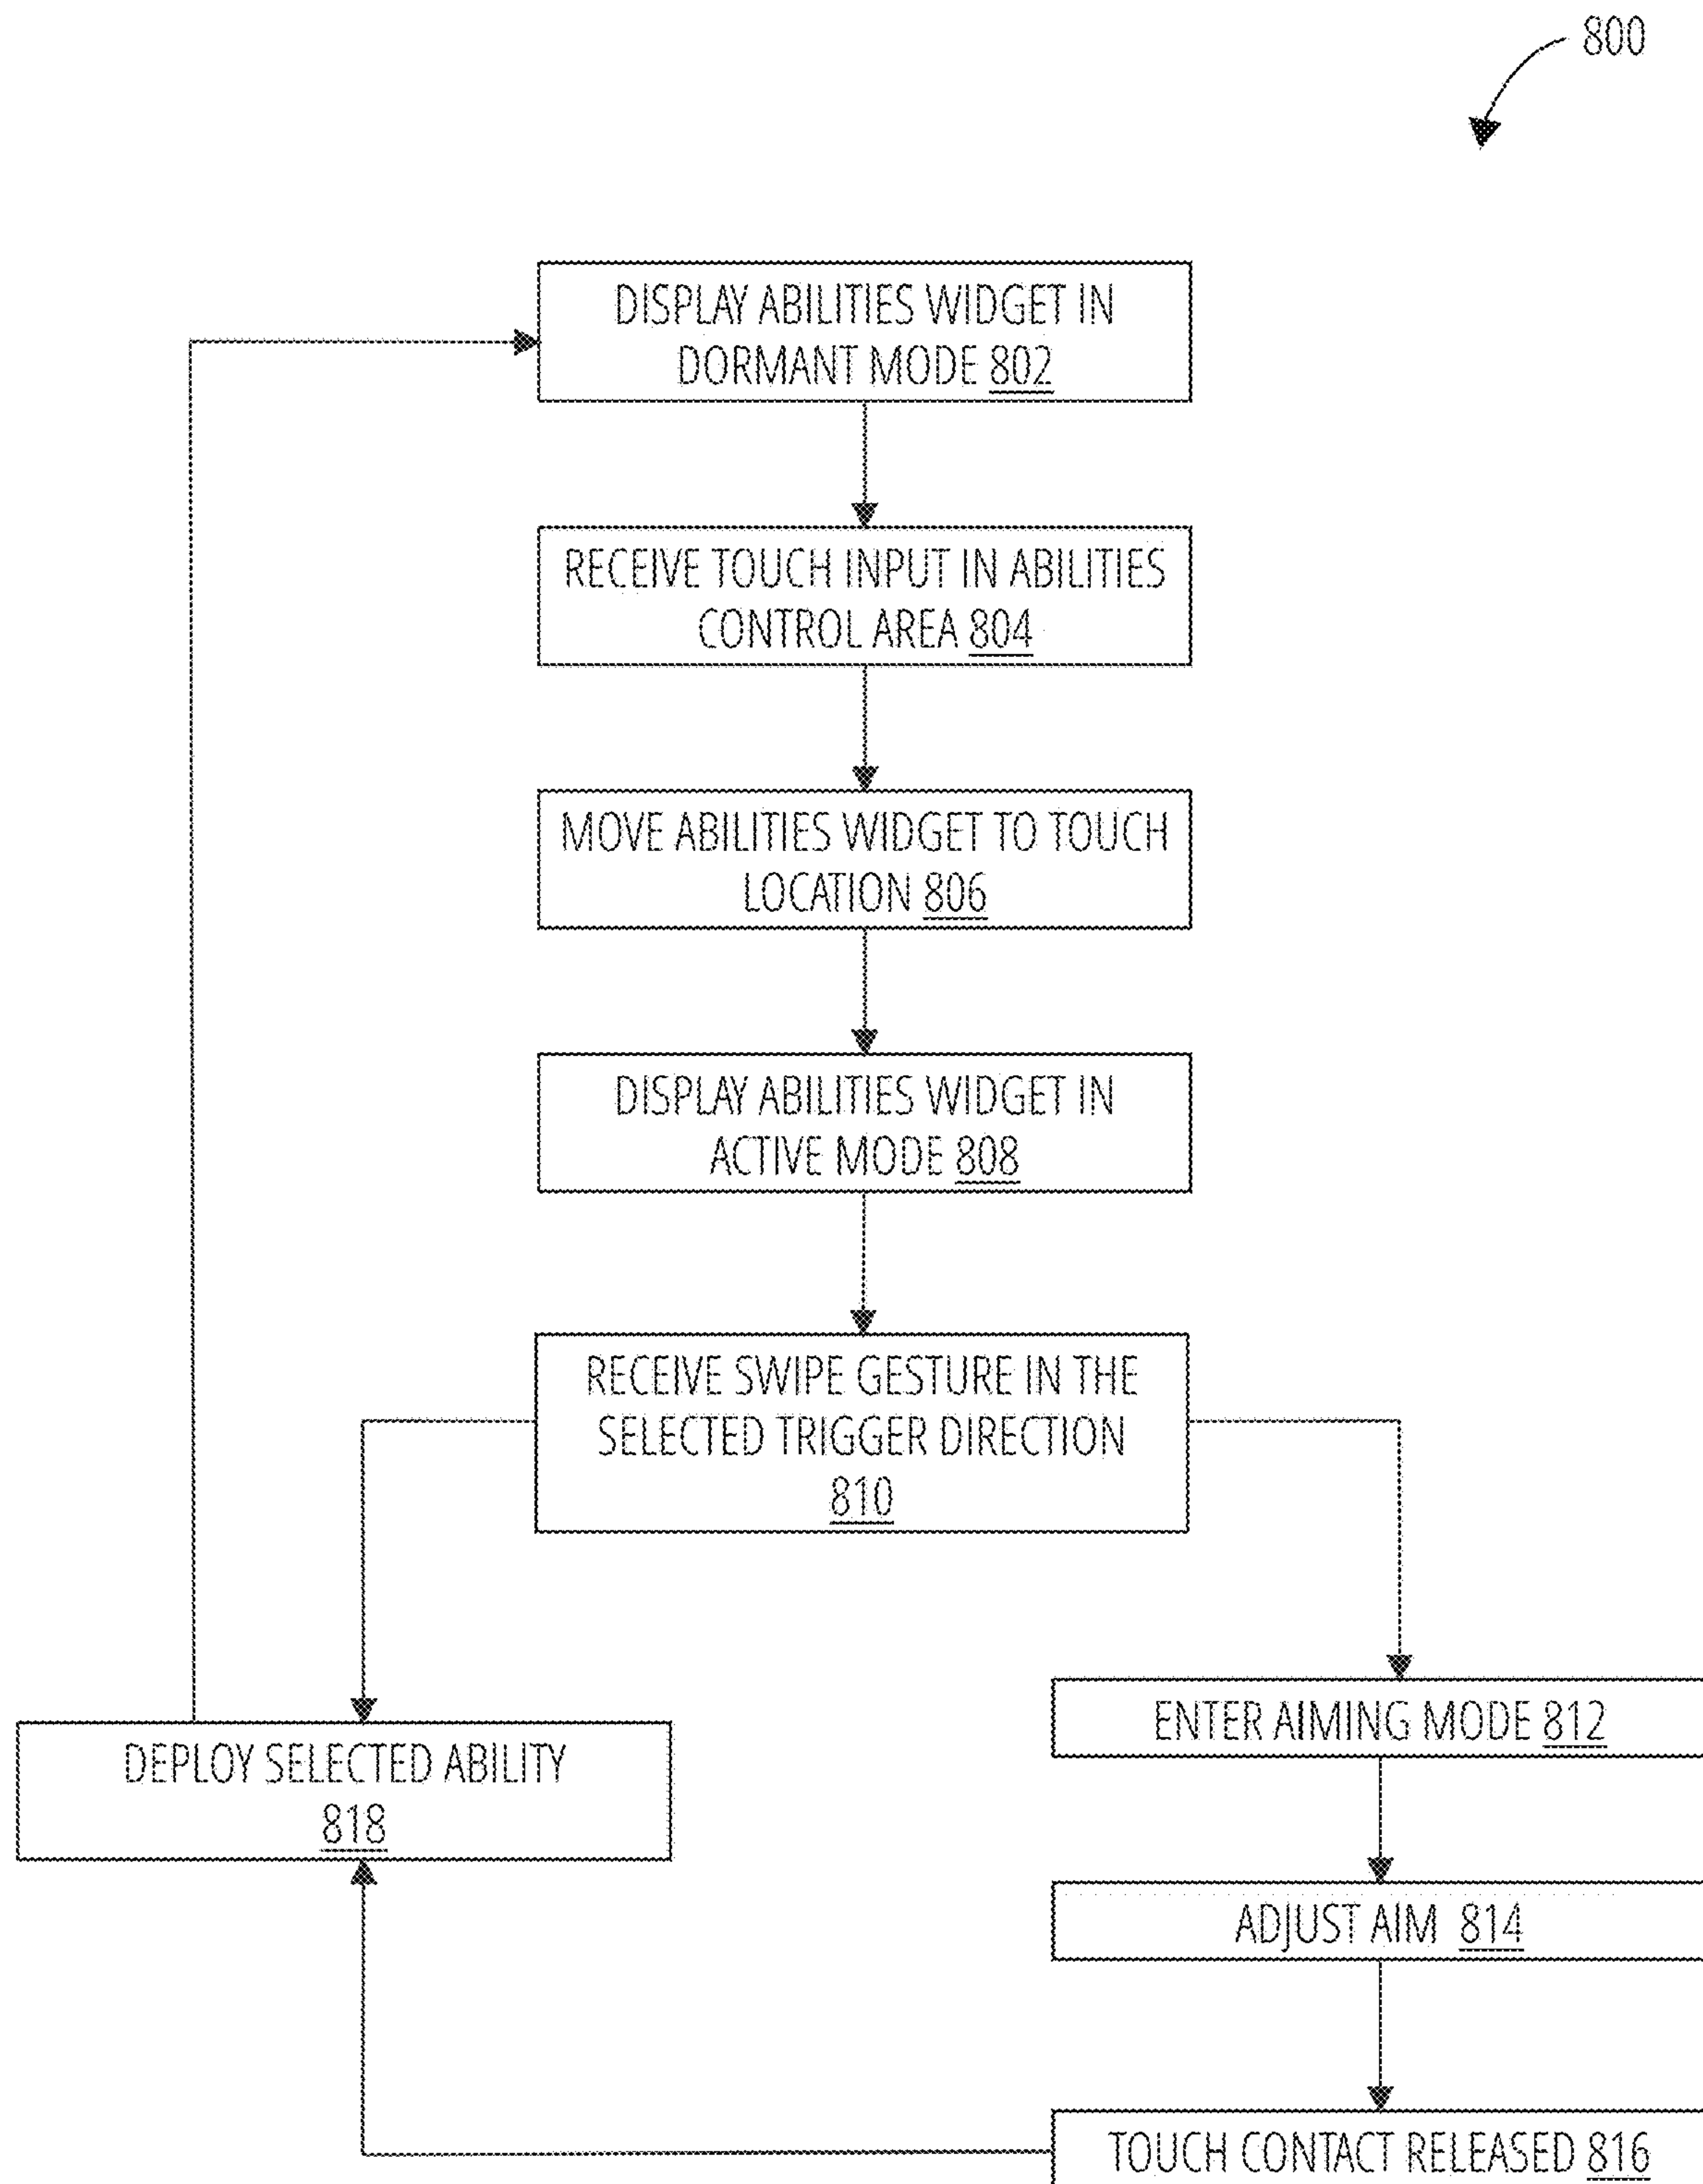 800
DISPLAY ABILITIES WIDGET IN
DORMANT MODE 802
RECEIVE TOUCH INPUT IN ABILITIES
CONTROL AREA 804
MOVE ABILITIES WIDGET TO TOUCH
LOCATION 806
DISPLAY ABILITIES WIDGET IN
ACTIVE MODE 808
RECEIVE SWIPE GESTURE IN THE
SELECTED TRIGGER DIRECTION
810
ENTER AIMING MODE 812
DEPLOY SELECTED ABILITY
818
ADJUST AIM 814
TOUCH CONTACT RELEASED 816